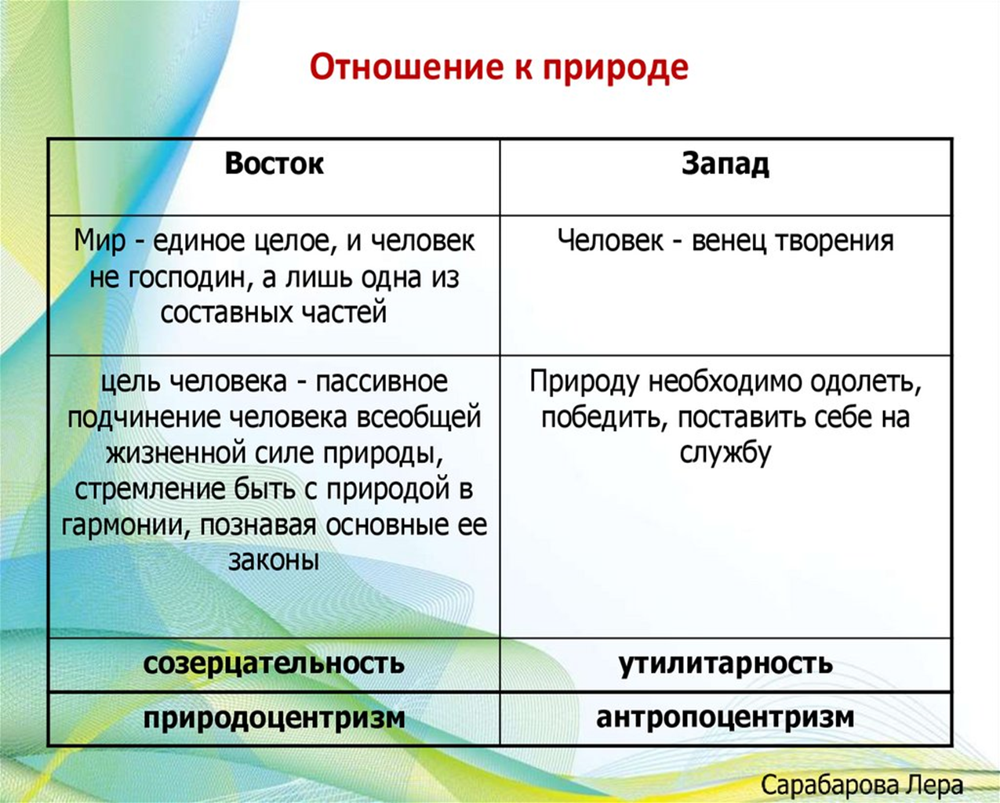 Отношение к природе
Восток
Запад
Мир - единое целое, и человек
не господин, а лишь одна из
составных частей
Человек - венец творения
цель человека - пассивное
подчинение человека всеобщей
жизненной силе природы,
стремление быть с природой в
гармонии, познавая основные ее
законы
Природу необходимо одолеть,
победить, поставить себе на
службу
созерцательность
утилитарность
природоцентризм
антропоцентризм
Сарабарова Лера